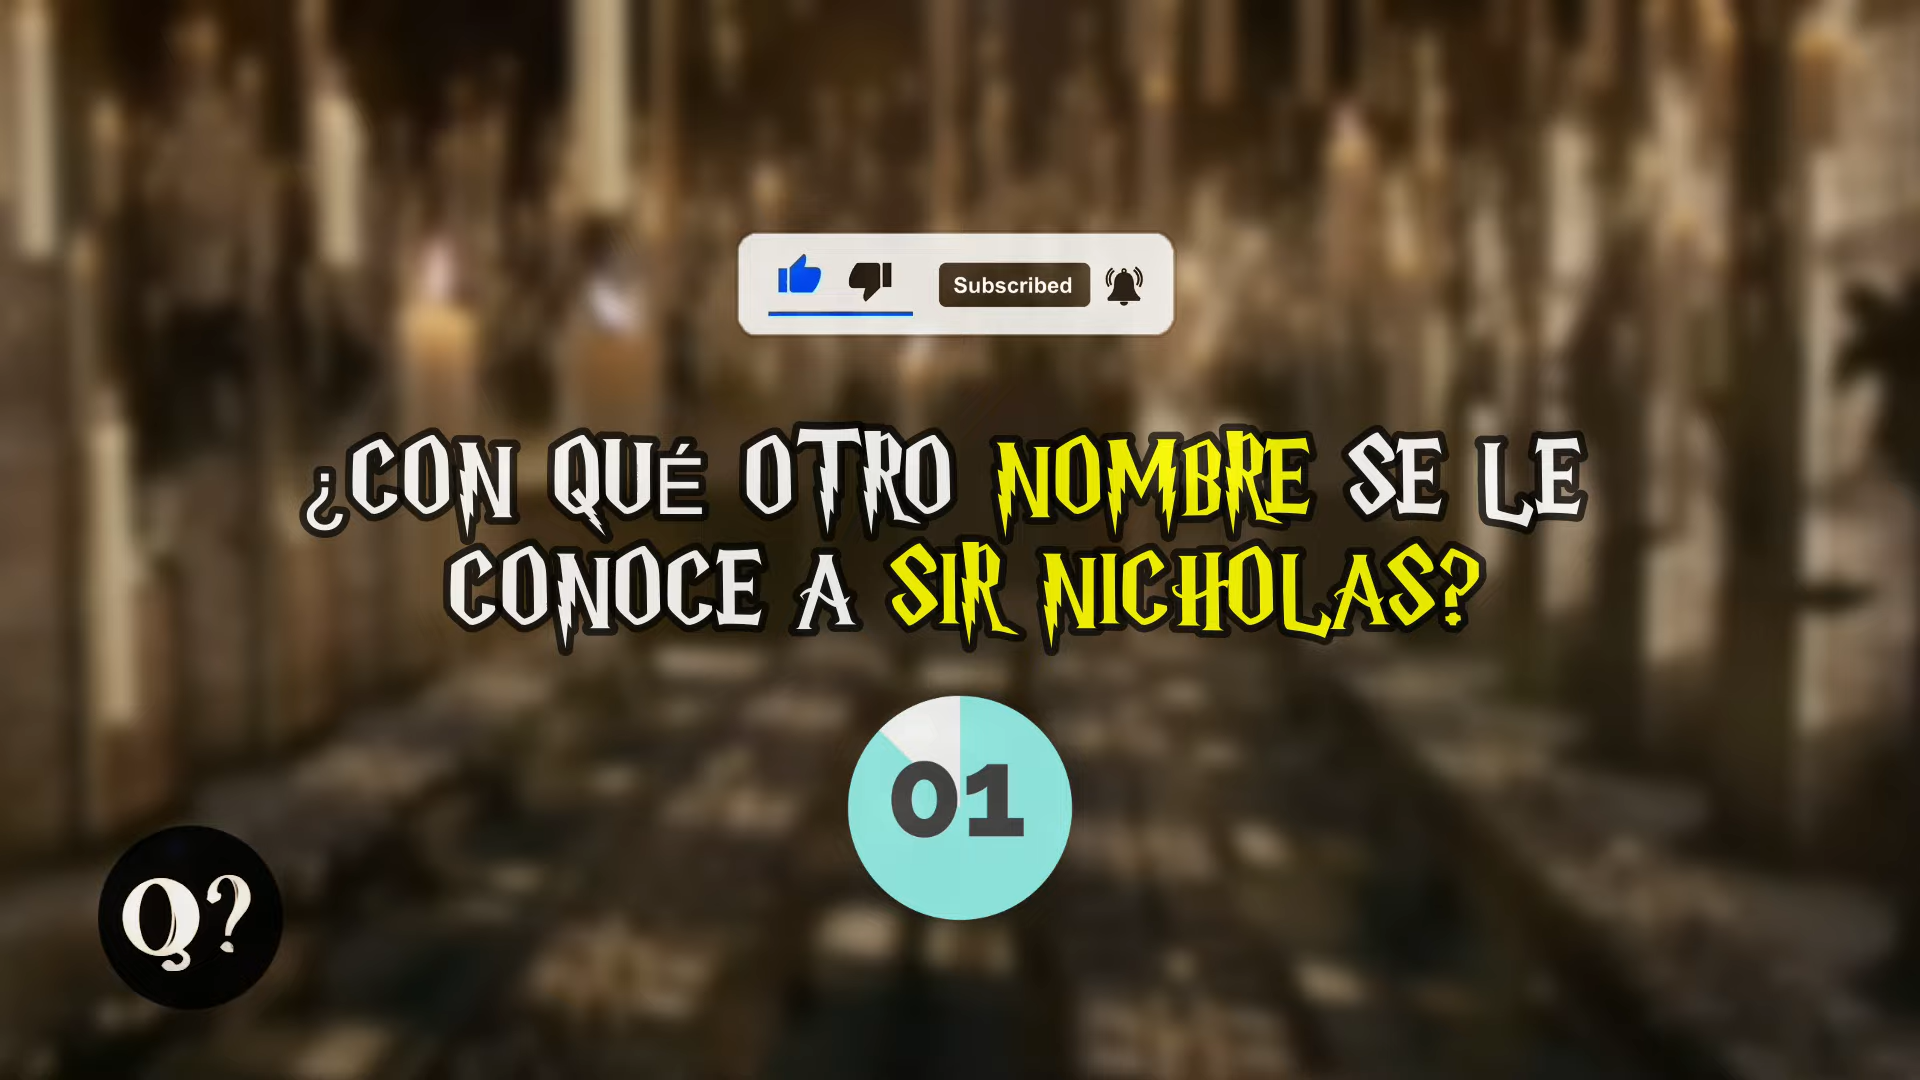 Subscribed
¿CON QUÉ OTRO NOMBRE SE LE
CONOCE A SIR NICHOLAS?
01
Q?